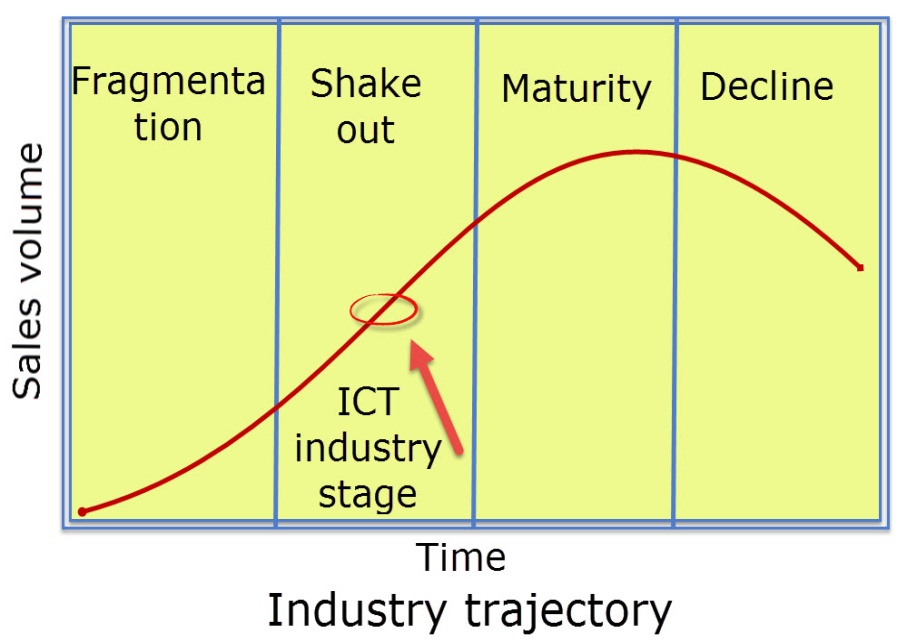 Fragmenta
tion
Shake
out
Maturity
Decline
Sales volume
ICT
industry
stage
Time
Industry trajectory